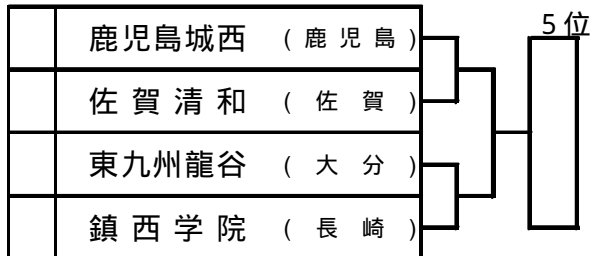 5位
鹿児島城西 (鹿児島)
佐賀清和 (佐賀)
東九州龍谷 (大分)
鎮西学院 (長崎)